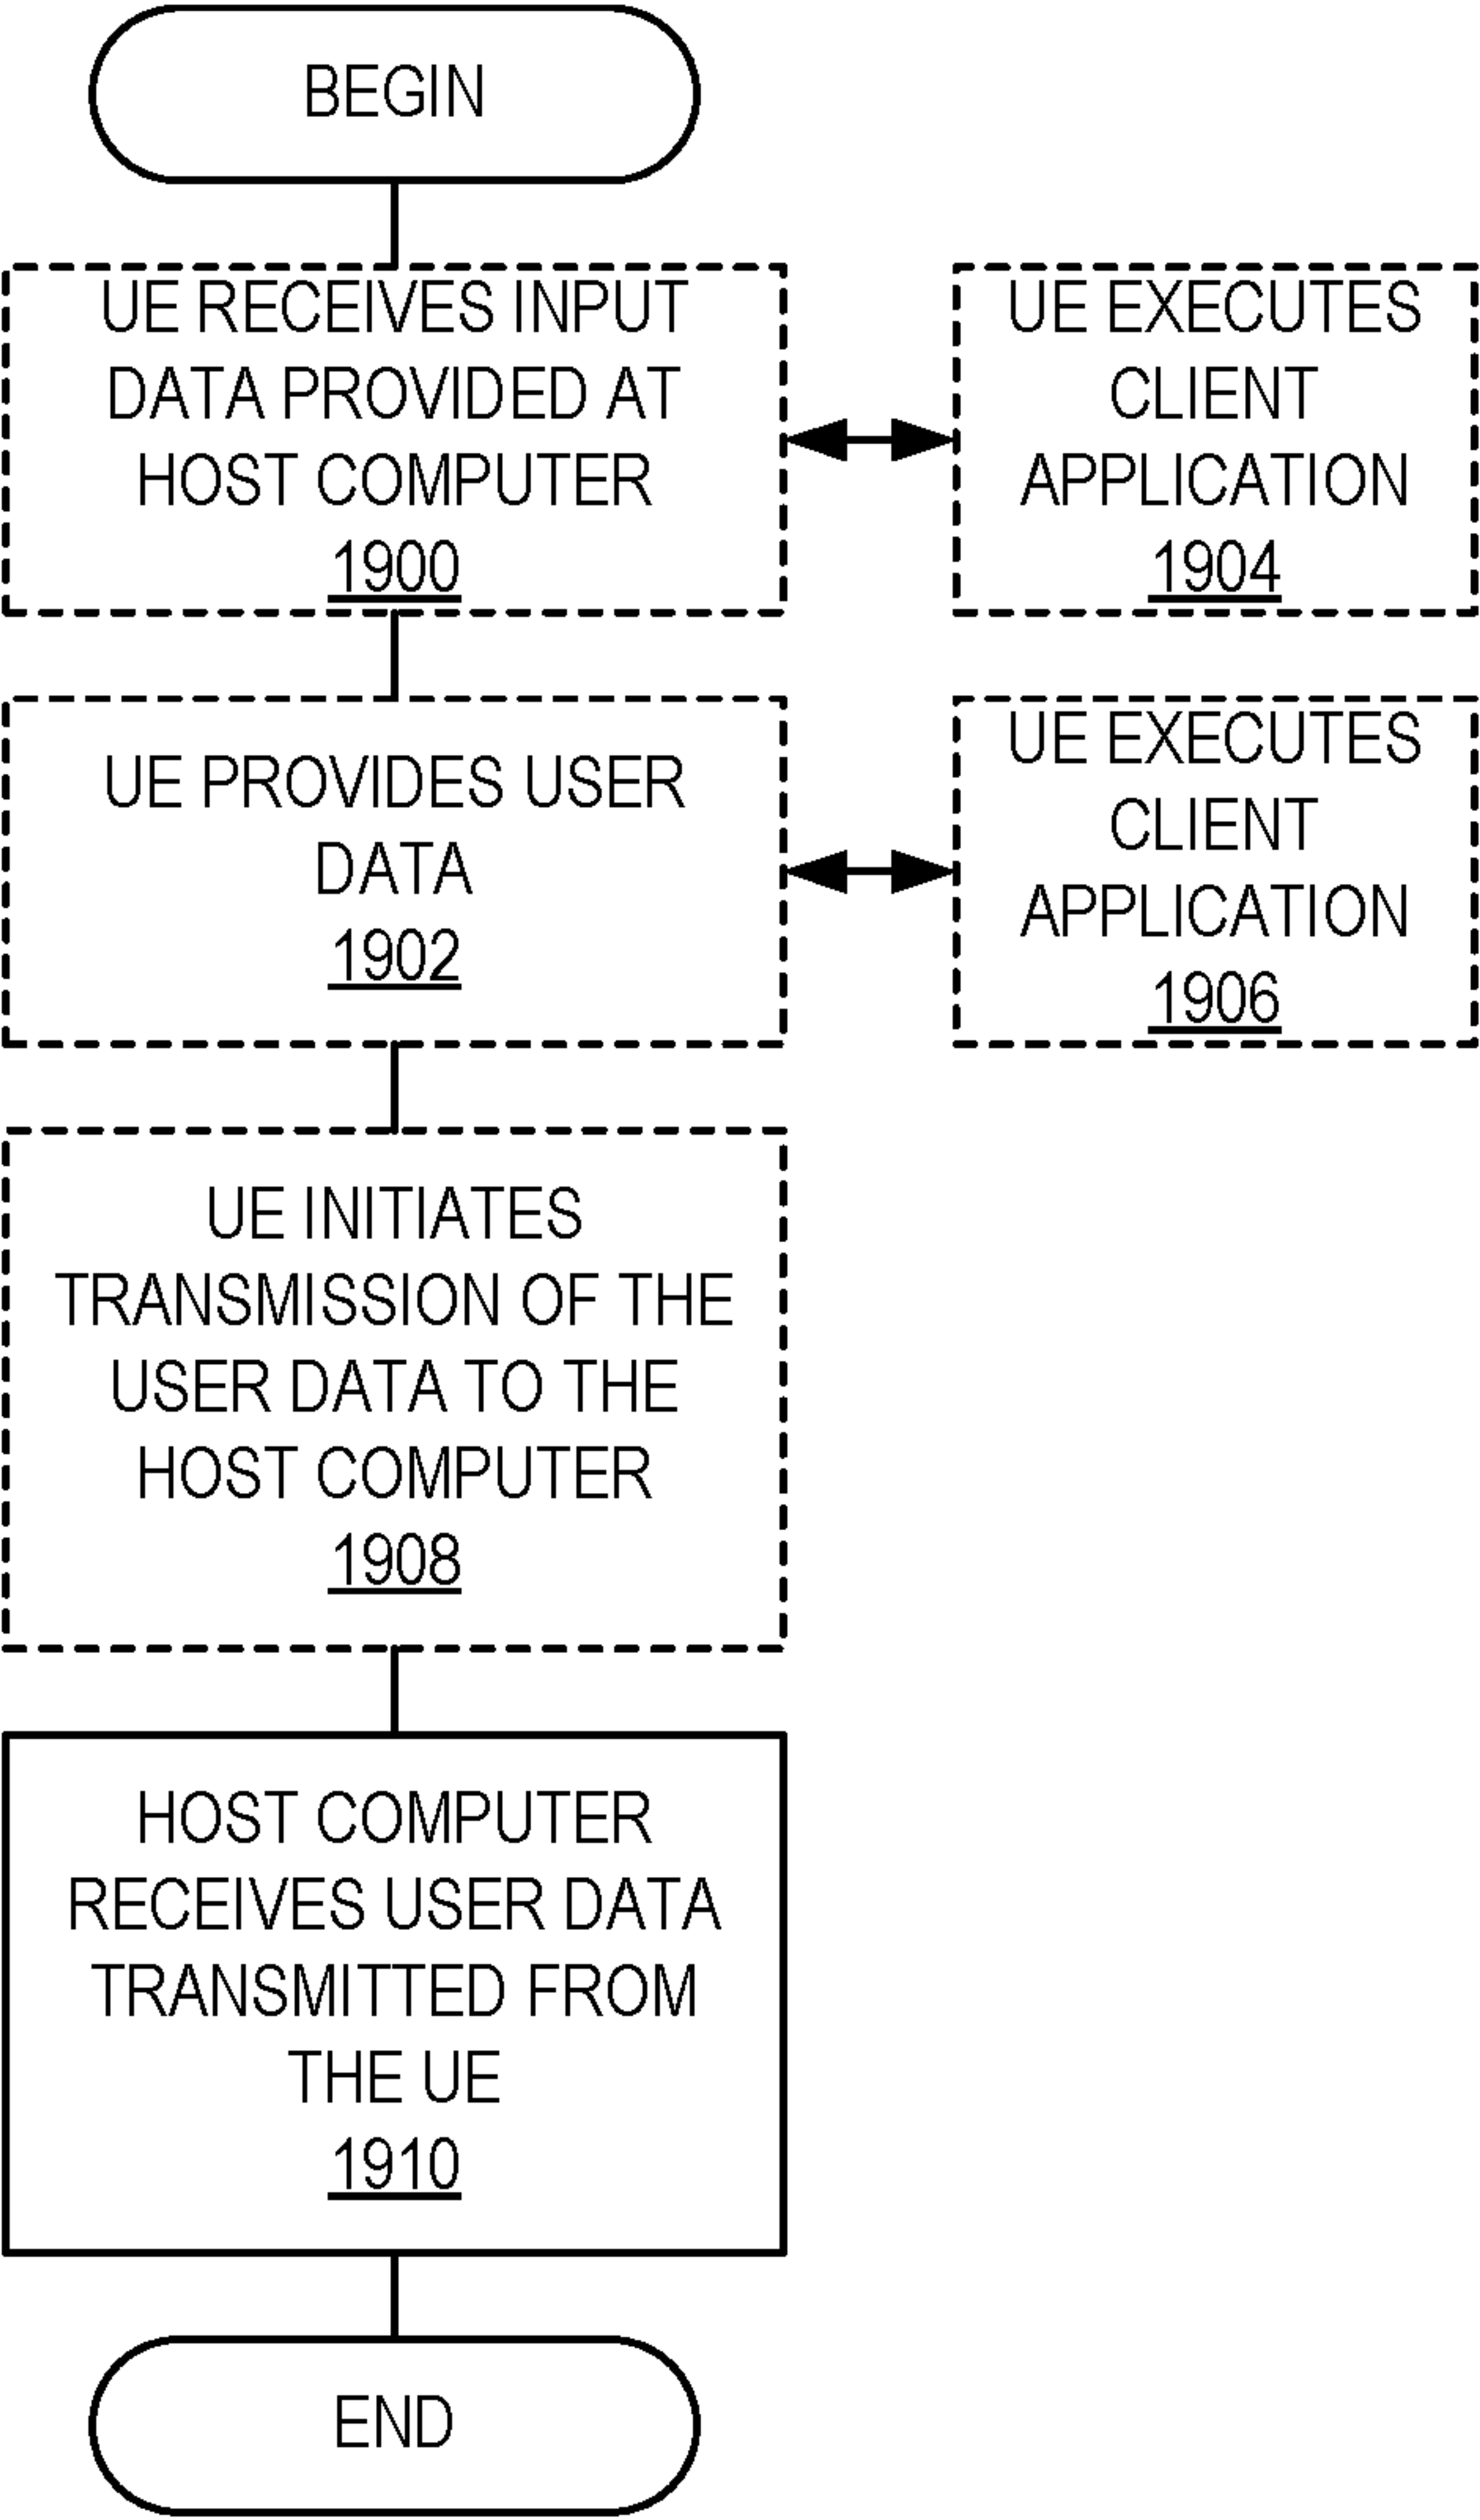 BEGIN
UE RECEIVES INPUT
DATA PROVIDED AT
HOST COMPUTER
1900
UE EXECUTES
CLIENT
APPLICATION
1904
UE PROVIDES USER
DATA
1902
UE EXECUTES
CLIENT
APPLICATION
1906
UE INITIATES
TRANSMISSION OF THE
USER DATA TO THE
HOST COMPUTER
1908
HOST COMPUTER
RECEIVES USER DATA
TRANSMITTED FROM
THE UE
1910
END